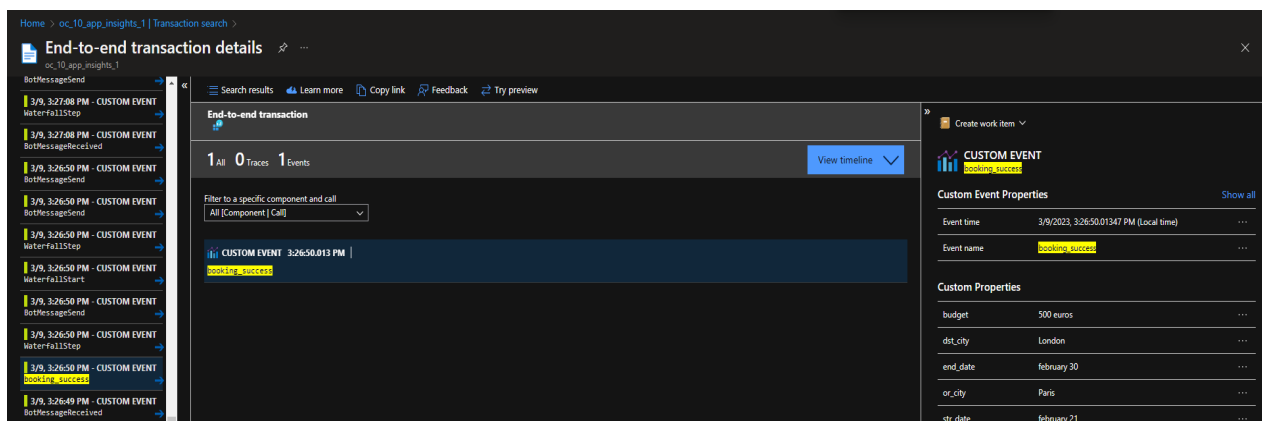 Home > oc_10_app_insights_1 | Transaction search >
End-to-end transaction details
oc_10_app_insights_1
BotMessageSend
3/9, 3:27:08 PM - CUSTOM EVENT
WaterfallStep
3/9, 3:27:08 PM - CUSTOM EVENT
BotMessageReceived
3/9, 3:26:50 PM - CUSTOM EVENT
BotMessageSend
3/9, 3:26:50 PM - CUSTOM EVENT
BotMessageSend
3/9, 3:26:50 PM - CUSTOM EVENT
WaterfallStep
3/9, 3:26:50 PM - CUSTOM EVENT
WaterfallStart
3/9, 3:26:50 PM - CUSTOM EVENT
BotMessageSend
3/9, 3:26:50 PM - CUSTOM EVENT
WaterfallStep
3/9, 3:26:50 PM - CUSTOM EVENT
booking_success
3/9, 3:26:49 PM - CUSTOM EVENT
BotMessageReceived
Search results Learn more Copy link Feedback Try preview
End-to-end transaction
1 All 0 Traces 1 Events
View timeline
Filter to a specific component and call
All [Component | Call]
CUSTOM EVENT 3:26:50.013 PM |
booking_success
Create work item
CUSTOM EVENT
booking_success
Custom Event Properties Show all
Event time 3/9/2023, 3:26:50.01347 PM (Local time) ...
Event name booking_success ...
Custom Properties
budget 500 euros ...
dst_city London ...
end_date february 30 ...
or_city Paris ...
str_date february 21 ...